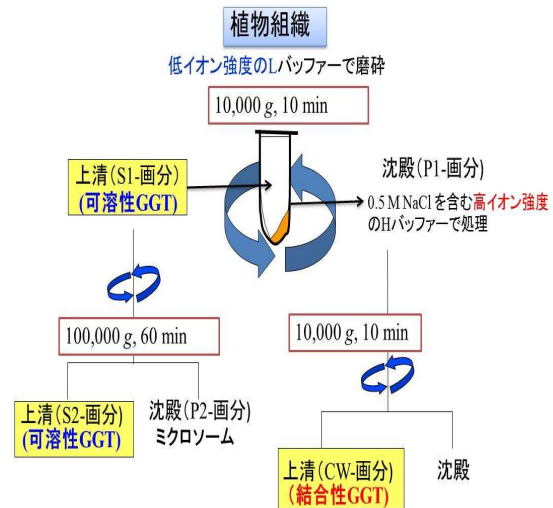 植物組織
低イオン強度のLバッファーで磨砕
10,000 g, 10 min
上清(S1-画分)
(可溶性GGT)
沈殿(P1-画分)
0.5 M NaClを含む高イオン強度
のHバッファーで処理
100,000 g, 60 min
10,000 g, 10 min
上清(S2-画分)
(可溶性GGT)
沈殿(P2-画分)
ミクロソーム
上清(CW-画分)
(結合性GGT)
沈殿